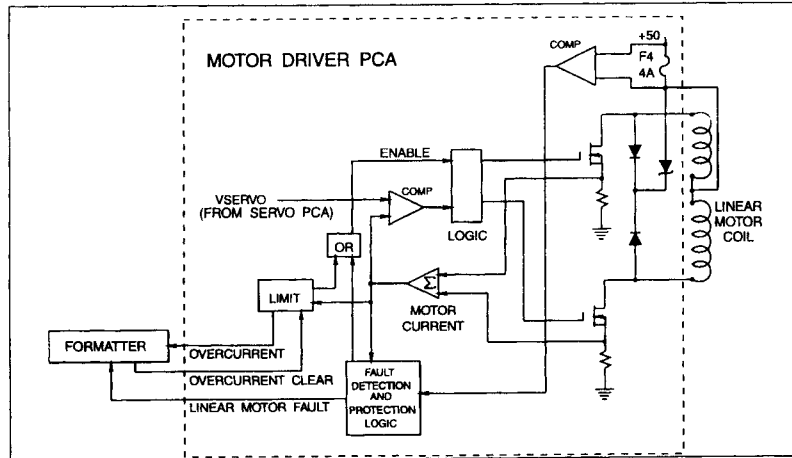 MOTOR DRIVER PCA
COMP
+50
F4
4A
ENABLE
VSERVO
(FROM SERVO PCA)
COMP
LOGIC
LINEAR
MOTOR
COIL
OR
LIMIT
Σ
MOTOR
CURRENT
FORMATTER
OVERCURRENT
OVERCURRENT CLEAR
LINEAR MOTOR FAULT
FAULT
DETECTION
AND
PROTECTION
LOGIC